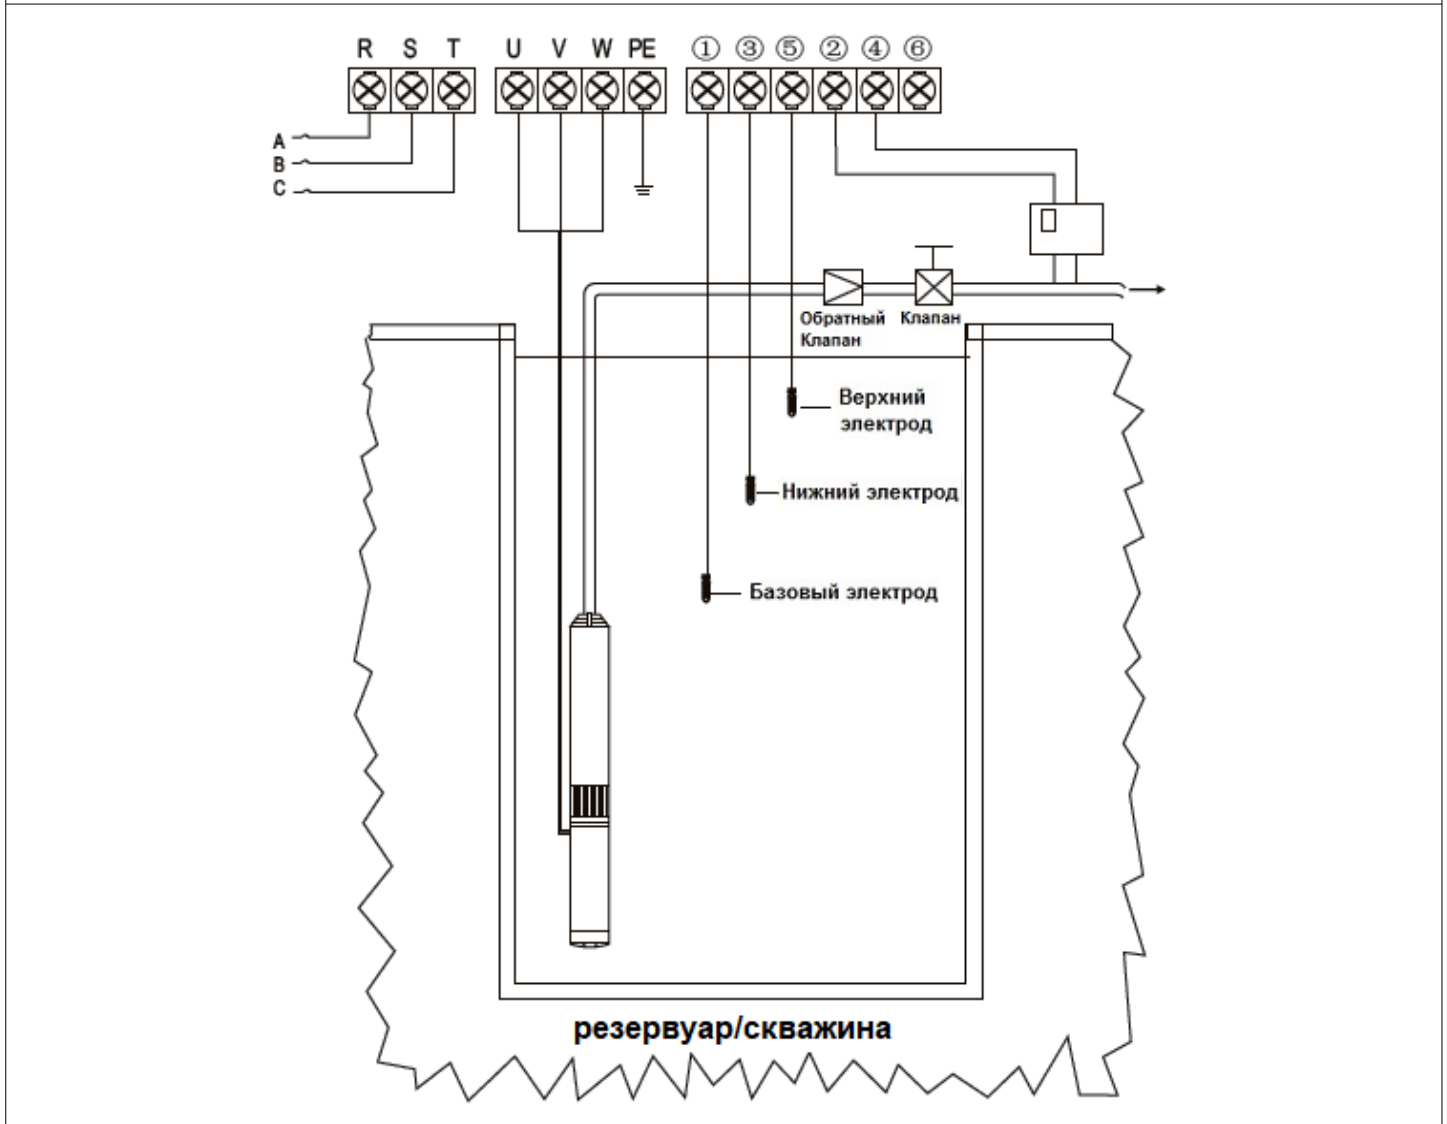 R S T U V W PE ① ③ ⑤ ② ④ ⑥
A
B
C
Обратный
Клапан
Клапан
Верхний
электрод
Нижний электрод
Базовый электрод
резервуар/скважина